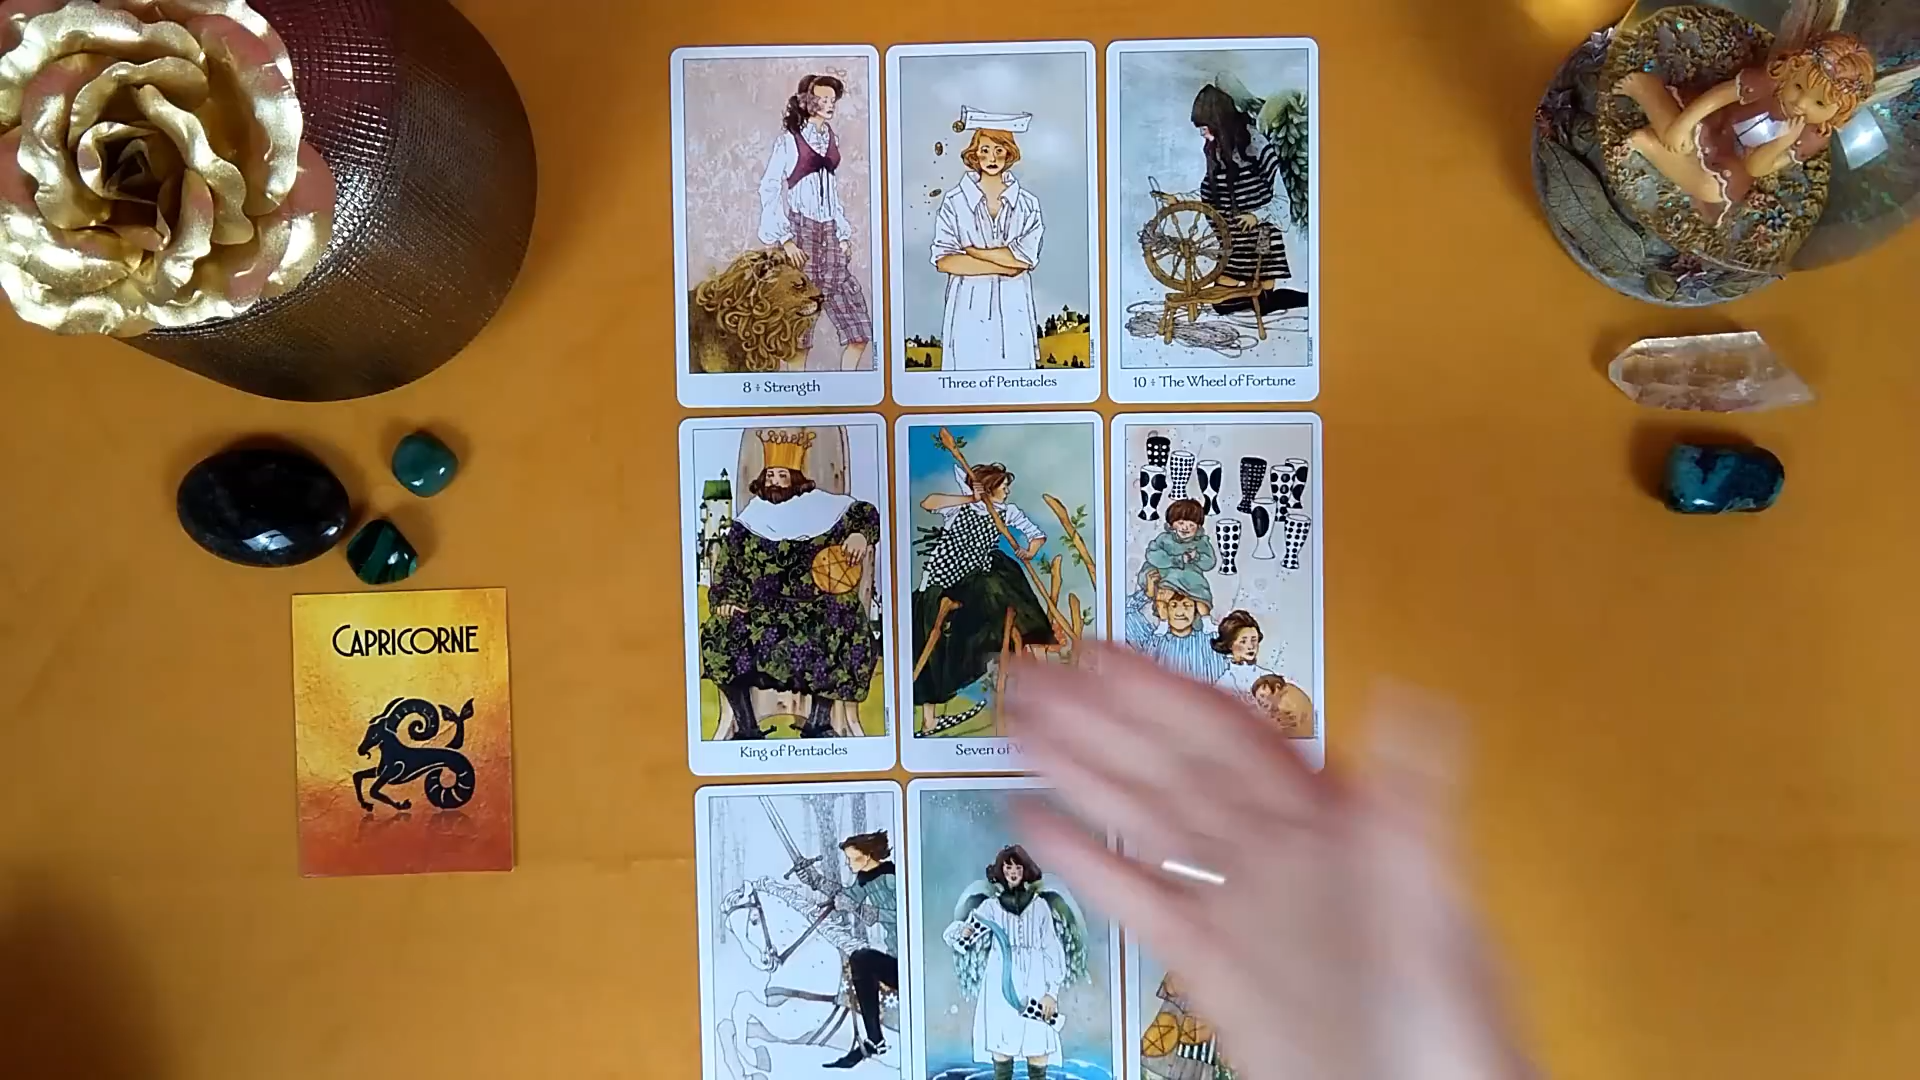 8 ÷ Strength
Three of Pentacles
10 ÷ The Wheel of Fortune
King of Pentacles
Seven of
CAPRICORNE